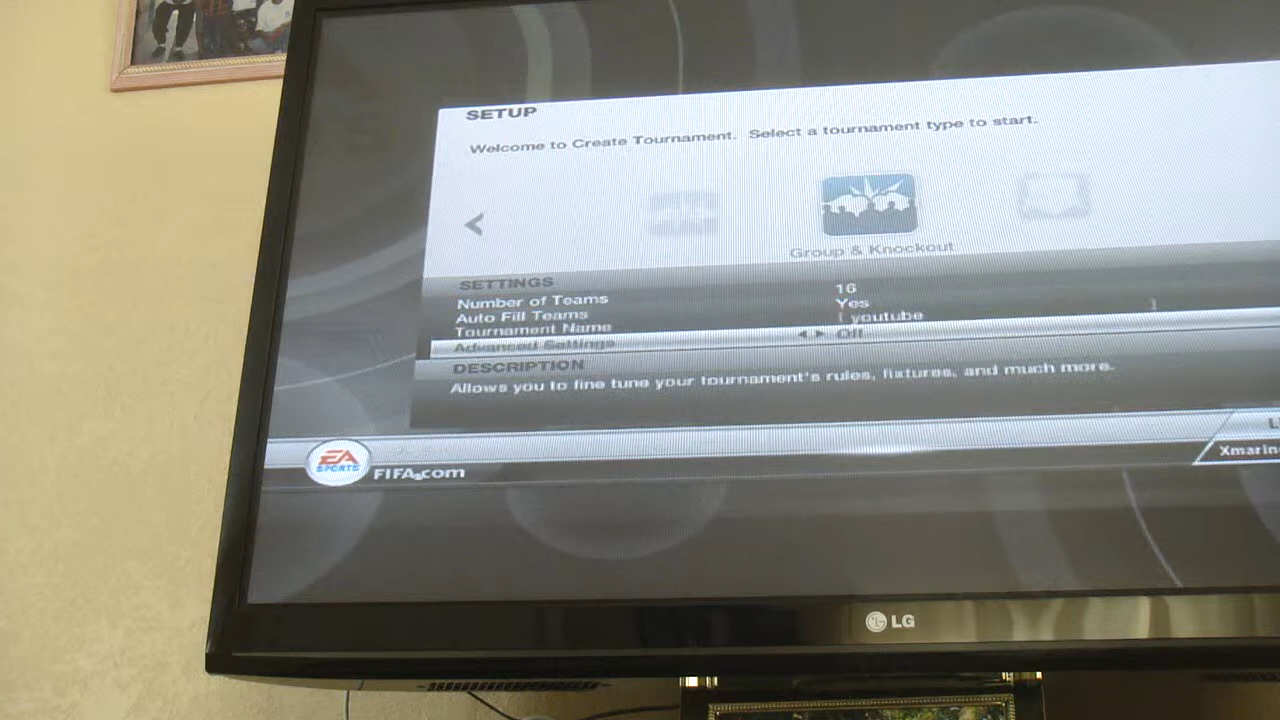 SETUP
Welcome to Create Tournament. Select a tournament type to start.
<
Group & Knockout
SETTINGS
Number of Teams 16
Auto Fill Teams Yes
Tournament Name youtube
Advanced Settings Off
DESCRIPTION
Allows you to fine tune your tournament's rules, fixtures, and much more.
EA SPORTS
FIFA.com
Xmarin
LG